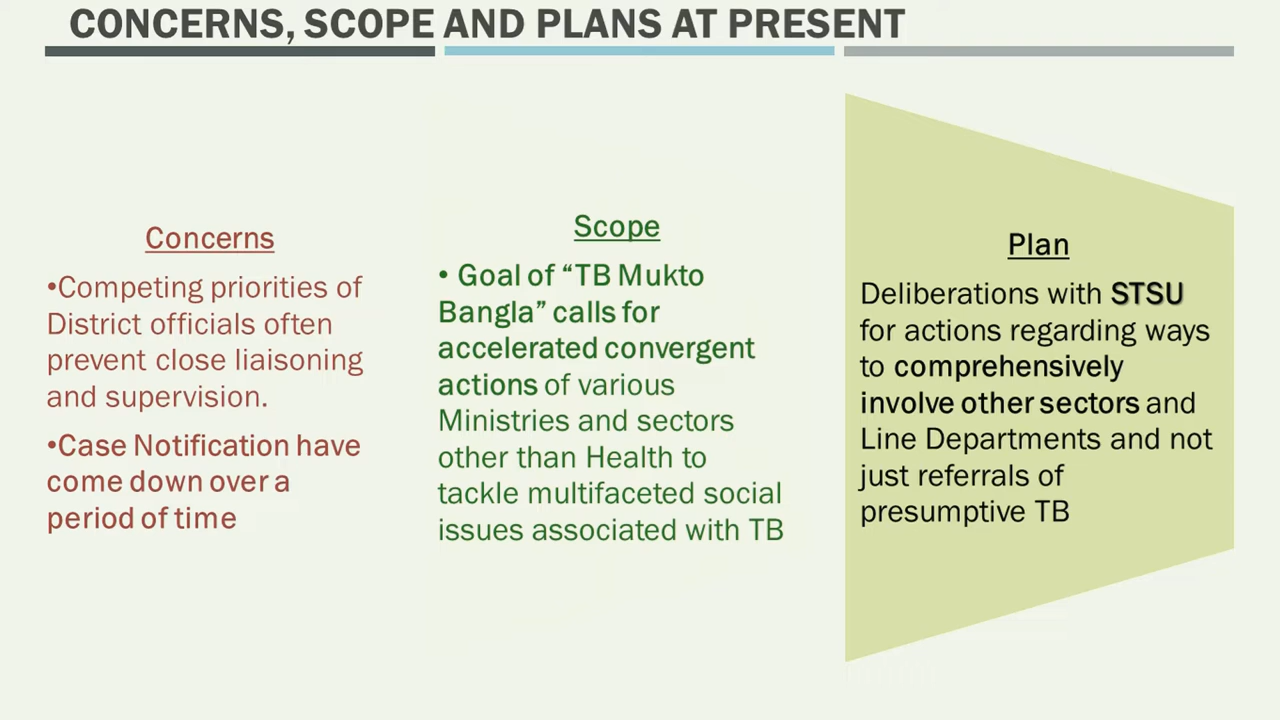 CONCERNS, SCOPE AND PLANS AT PRESENT
Concerns
•Competing priorities of
District officials often
prevent close liaisoning
and supervision.
•Case Notification have
come down over a
period of time
Scope
• Goal of “TB Mukto
Bangla” calls for
accelerated convergent
actions of various
Ministries and sectors
other than Health to
tackle multifaceted social
issues associated with TB
Plan
Deliberations with STSU
for actions regarding ways
to comprehensively
involve other sectors and
Line Departments and not
just referrals of
presumptive TB